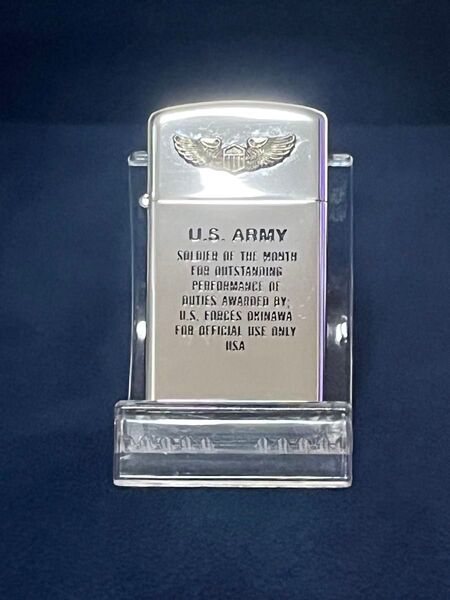 U.S. ARMY
SOLDIER OF THE MONTH
FOR OUTSTANDING
PERFORMANCE OF
DUTIES AWARDED BY:
U.S. FORCES OKINAWA
FOR OFFICIAL USE ONLY
USA